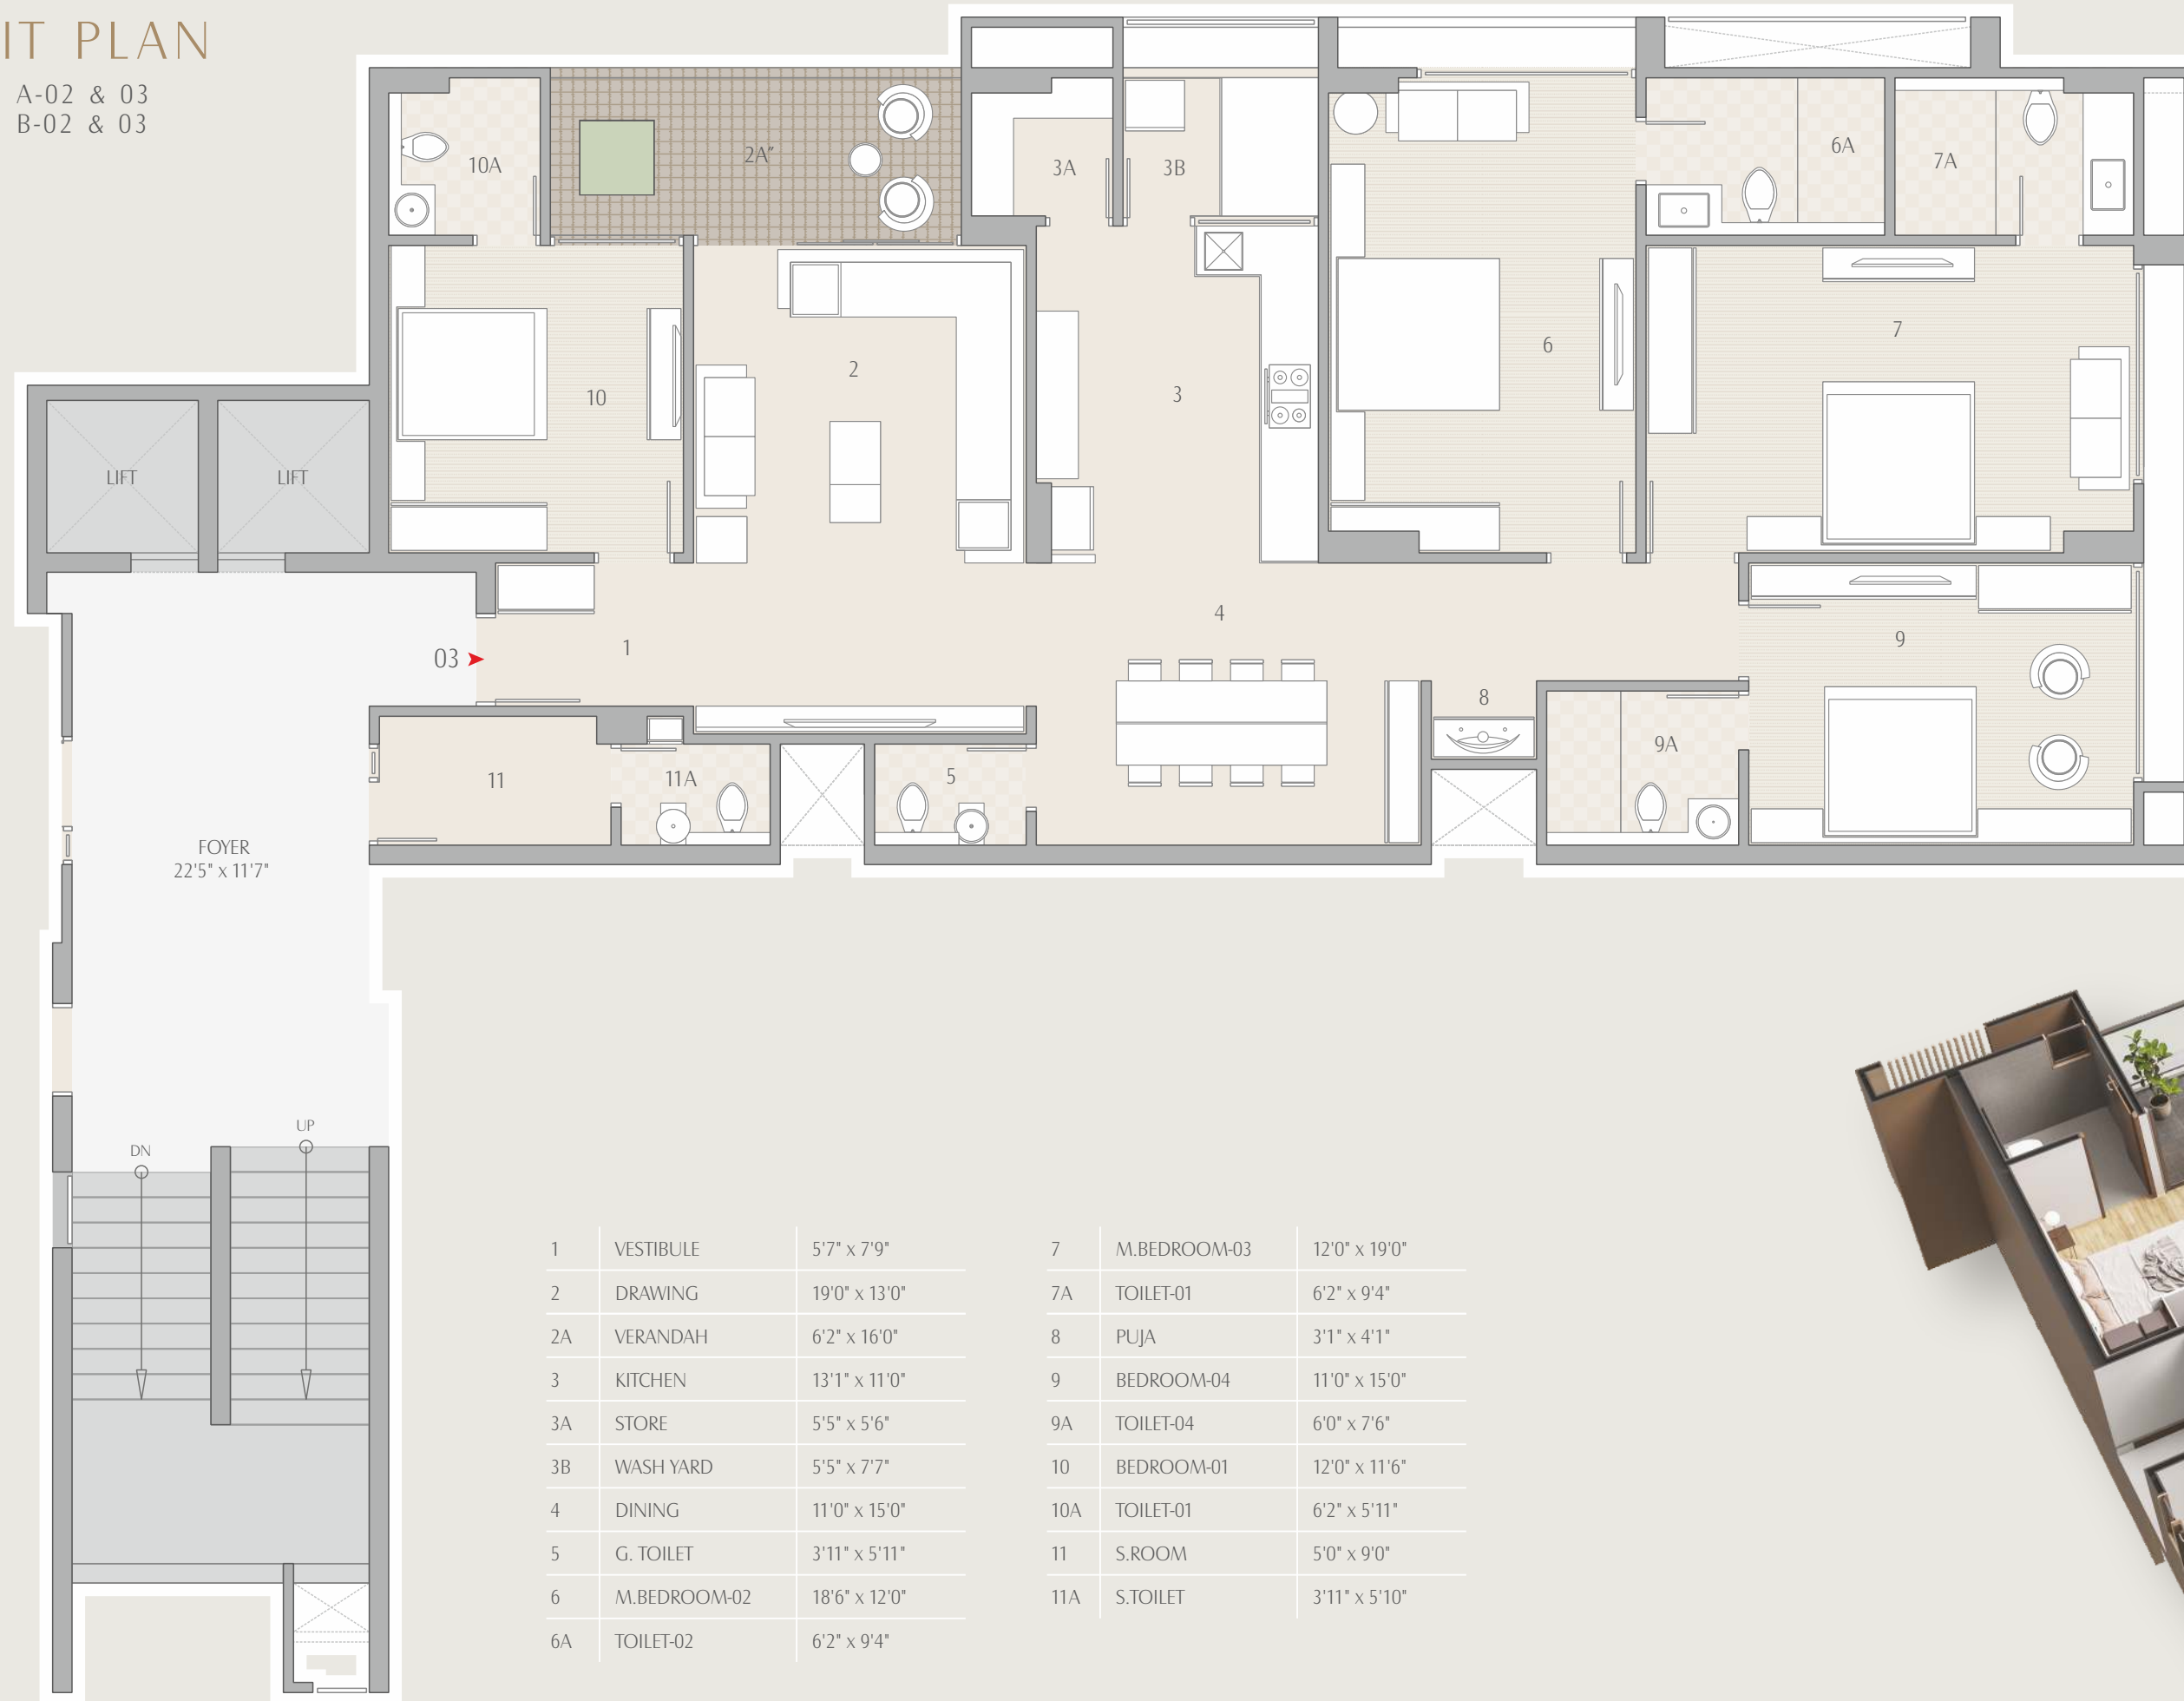 IT PLAN
A-02 & 03
B-02 & 03
10A
2A"
3A
3B
6A
7A
10
2
3
6
7
LIFT
LIFT
03
1
4
9
8
9A
11
11A
5
FOYER
22'5" X 11'7"
DN
UP
1 VESTIBULE 5'7" X 7'9"
2 DRAWING 19'0" X 13'0"
2A VERANDAH 6'2" X 16'0"
3 KITCHEN 13'1" X 11'0"
3A STORE 5'5" X 5'6"
3B WASH YARD 5'5" X 7'7"
4 DINING 11'0" X 15'0"
5 G. TOILET 3'11" X 5'11"
6 M.BEDROOM-02 18'6" X 12'0"
6A TOILET-02 6'2" X 9'4"
7 M.BEDROOM-03 12'0" X 19'0"
7A TOILET-01 6'2" X 9'4"
8 PUJA 3'1" X 4'1"
9 BEDROOM-04 11'0" X 15'0"
9A TOILET-04 6'0" X 7'6"
10 BEDROOM-01 12'0" X 11'6"
10A TOILET-01 6'2" X 5'11"
11 S.ROOM 5'0" X 9'0"
11A S.TOILET 3'11" X 5'10"